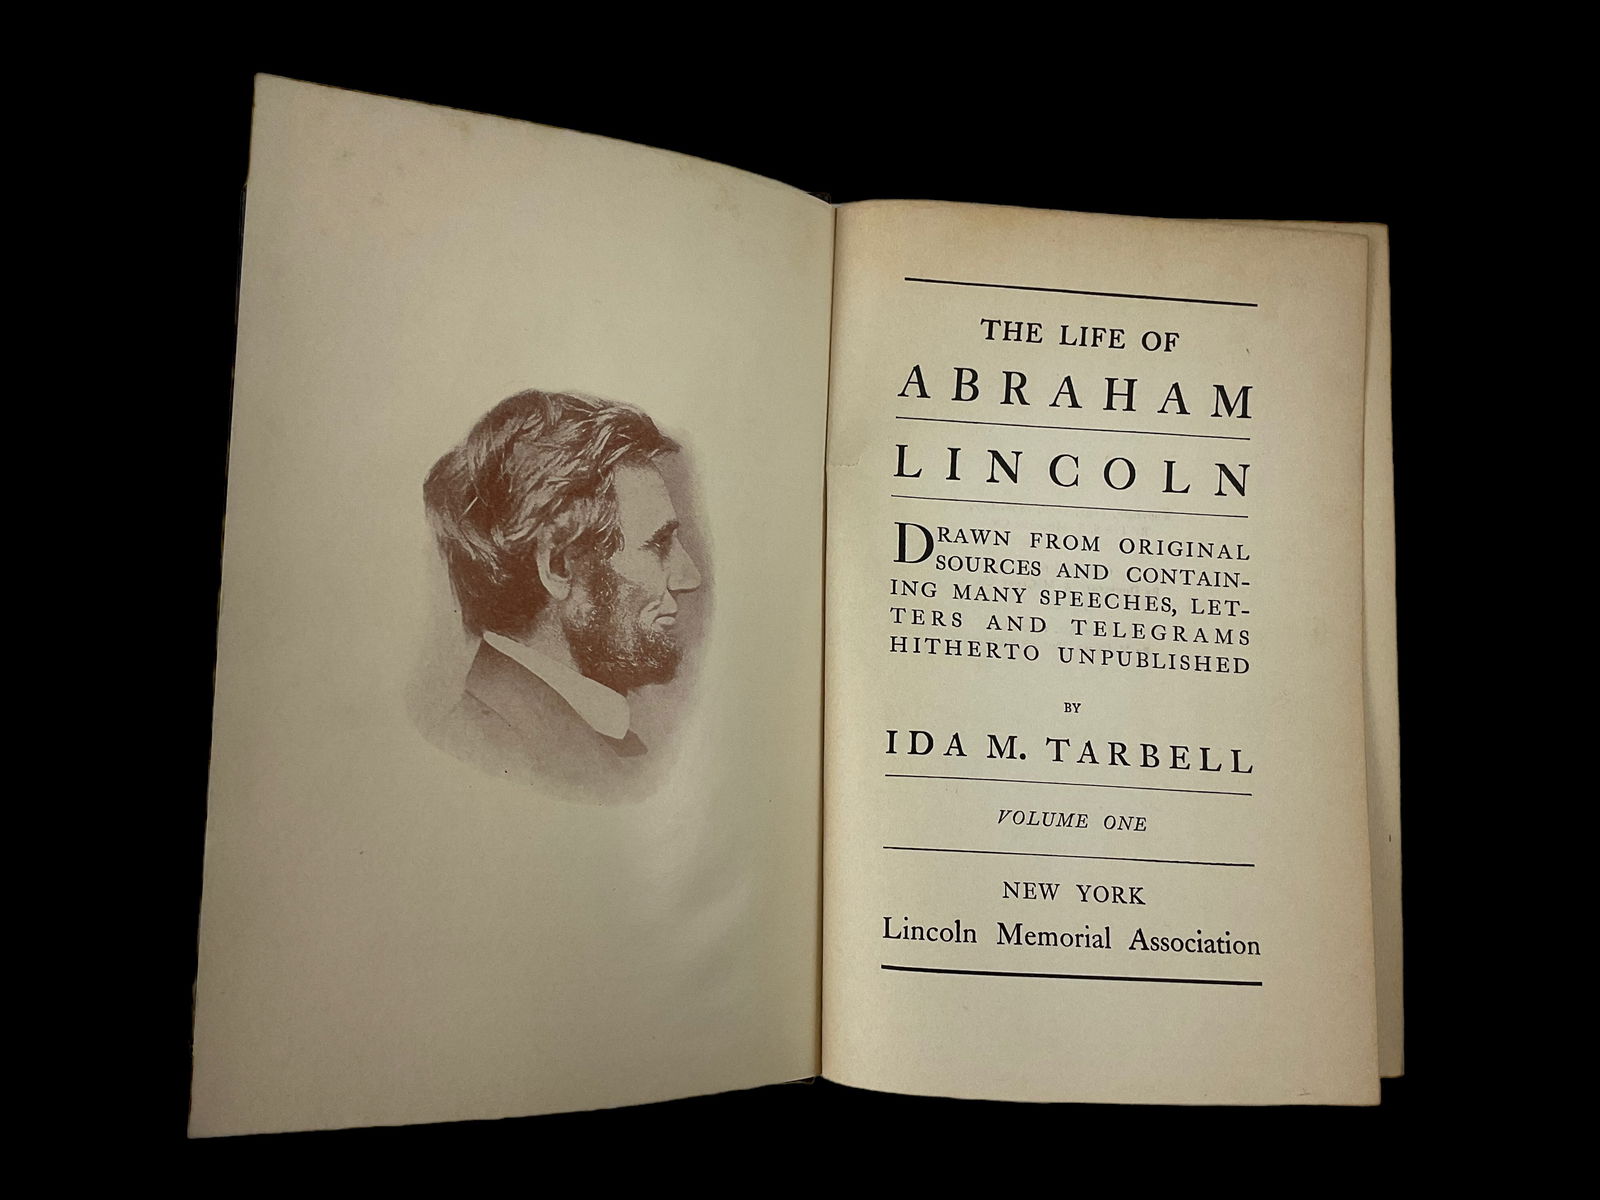 THE LIFE OF
ABRAHAM
LINCOLN
DRAWN FROM ORIGINAL
SOURCES AND CONTAIN-
ING MANY SPEECHES, LET-
TERS AND TELEGRAMS
HITHERTO UNPUBLISHED
BY
IDA M. TARBELL
VOLUME ONE
NEW YORK
Lincoln Memorial Association